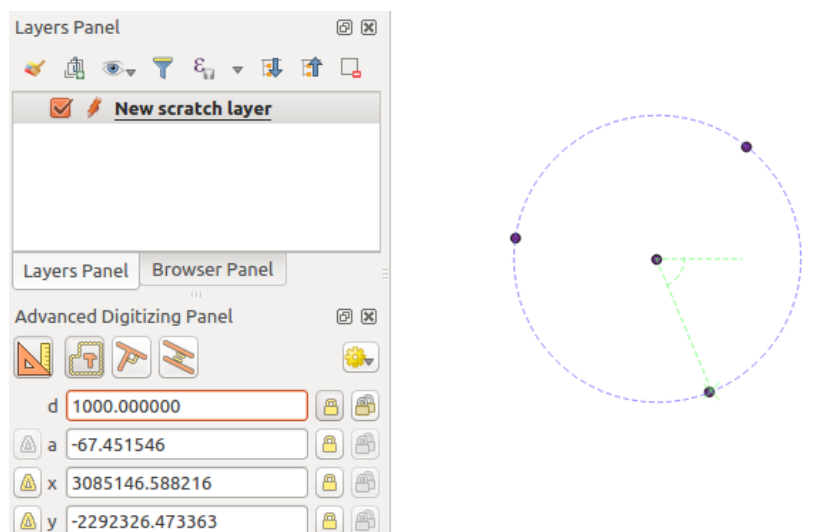 Layers Panel
New scratch layer
Layers Panel Browser Panel
Advanced Digitizing Panel
d 1000.000000
a -67.451546
x 3085146.588216
y -2292326.473363